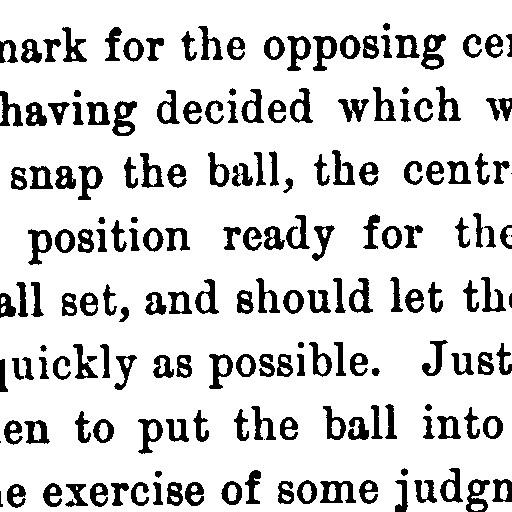 mark for the opposing cen
having decided which w
snap the ball, the centr
position ready for the
all set, and should let the
quickly as possible. Just
en to put the ball into
e exercise of some judgm